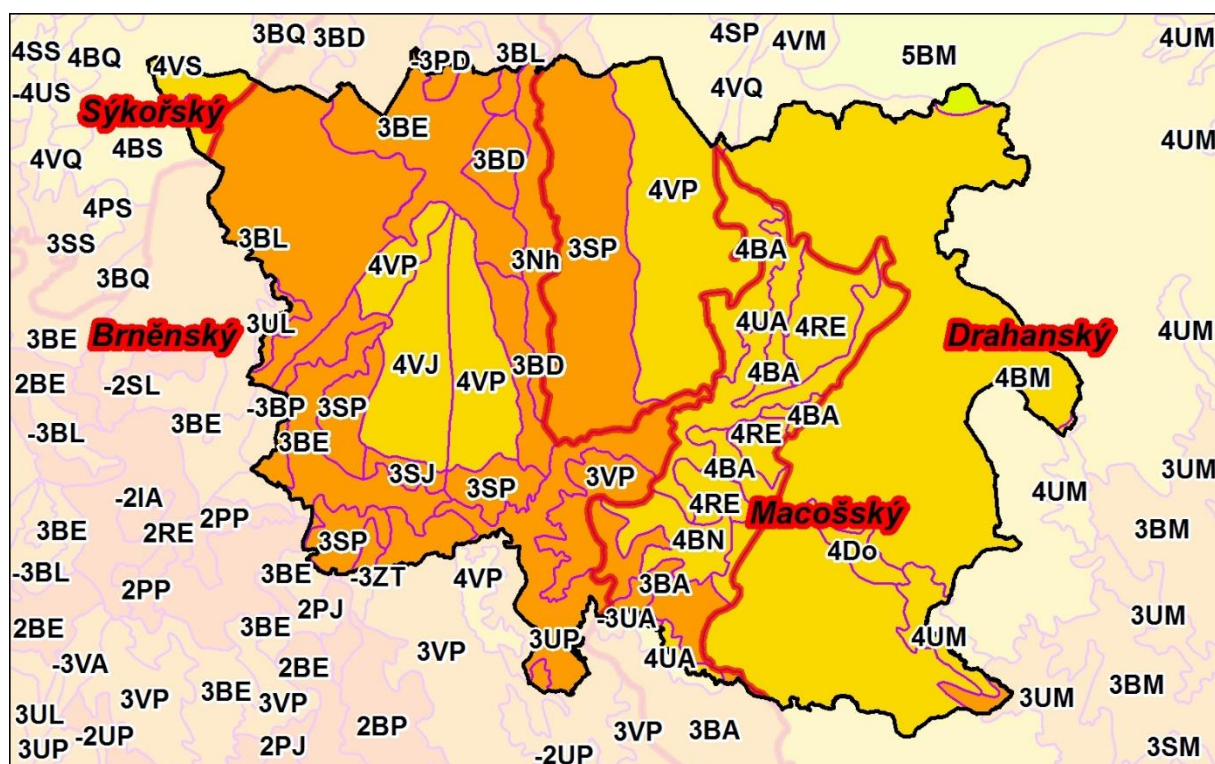 4SS
4BQ
3BQ
3BD
-3PD
3BL
4SP
4VM
5BM
4UM
4VS
-4US
4VQ
Sýkořský
4BS
3BE
4UM
4VQ
3BD
4PS
4VP
3SS
3BL
3BQ
4VP
3Nh
3SP
4BA
3UL
3BE
Brněnský
4UA
4RE
Drahanský
4UM
2BE
-2SL
4VJ
4VP
3BD
4BA
4BM
-3BP
3SP
3BE
-3BL
3BE
4RE
4BA
3SJ
3SP
3VP
4BA
4UM
3UM
-2IA
2PP
4RE
Macošský
3BE
2RE
3SP
4BN
3BM
4Do
-3BL
2PP
3BE
-3ZT
4VP
3BA
2PJ
-3UA
3UM
2BE
3BE
3UP
4UM
-3VA
2BE
3VP
4UA
3BM
3VP
3BE
3VP
3UM
3UL
2BP
3UP
-2UP
2PJ
-2UP
3VP
3BA
3SM